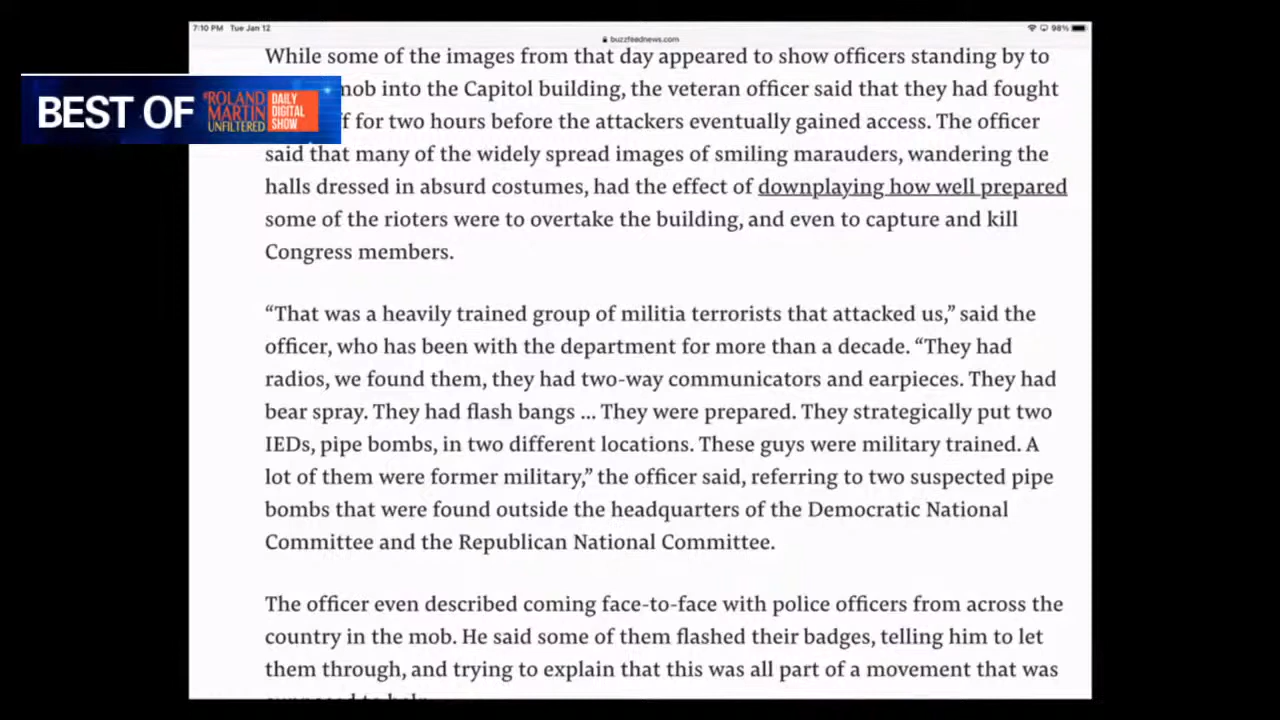 7:10 PM Tue Jan 12
98%
buzzfeednews.com
While some of the images from that day appeared to show officers standing by to
mob into the Capitol building, the veteran officer said that they had fought
BEST OF
#ROLAND
MARTIN
UNFILTERED
DAILY
DIGITAL
SHOW
f for two hours before the attackers eventually gained access. The officer
said that many of the widely spread images of smiling marauders, wandering the
halls dressed in absurd costumes, had the effect of downplaying how well prepared
some of the rioters were to overtake the building, and even to capture and kill
Congress members.
“That was a heavily trained group of militia terrorists that attacked us,” said the
officer, who has been with the department for more than a decade. “They had
radios, we found them, they had two-way communicators and earpieces. They had
bear spray. They had flash bangs ... They were prepared. They strategically put two
IEDs, pipe bombs, in two different locations. These guys were military trained. A
lot of them were former military,” the officer said, referring to two suspected pipe
bombs that were found outside the headquarters of the Democratic National
Committee and the Republican National Committee.
The officer even described coming face-to-face with police officers from across the
country in the mob. He said some of them flashed their badges, telling him to let
them through, and trying to explain that this was all part of a movement that was